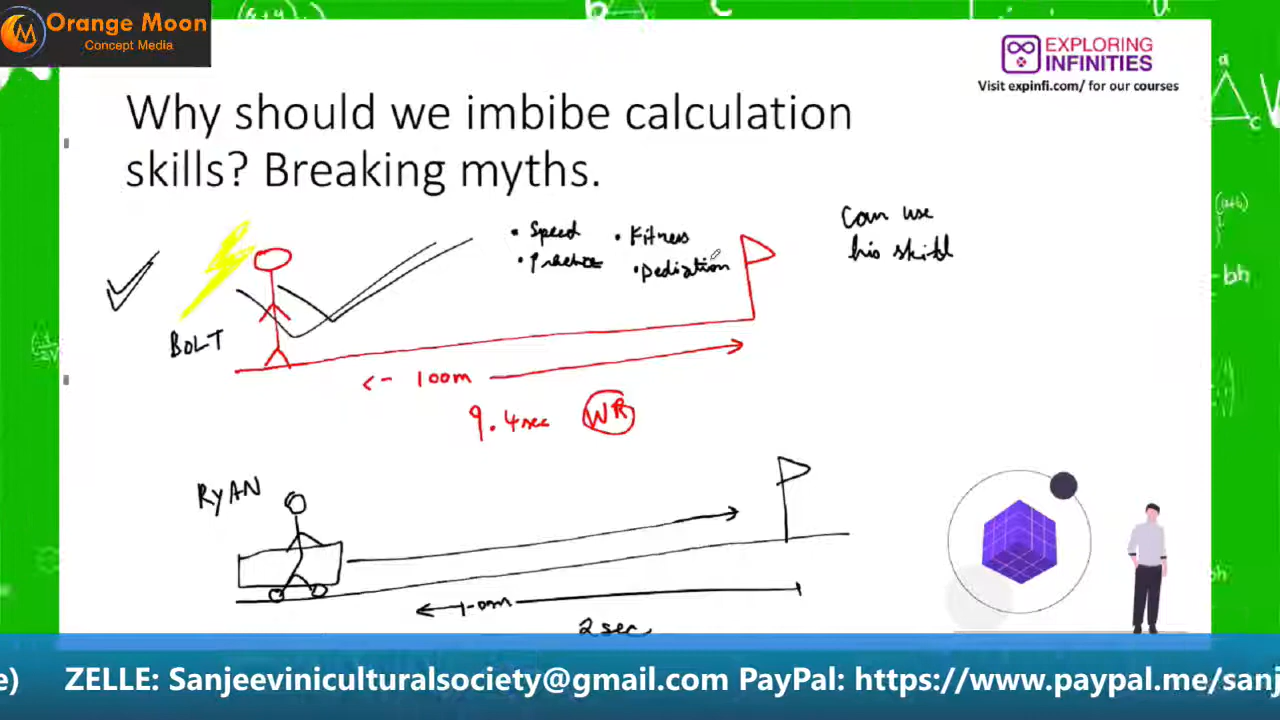 Orange Moon
Concept Media
EXPLORING
INFINITIES
Visit expinfi.com/ for our courses
Why should we imbibe calculation
skills? Breaking myths.
• Speed • Fitness
• Practice • Dedication
Can use
his skill
BOLT
<- 100m
9.4sec WR
RYAN
2sec
a
c
(a+b)
bh
e) ZELLE: Sanjeeviniculturalsociety@gmail.com PayPal: https://www.paypal.me/sanj